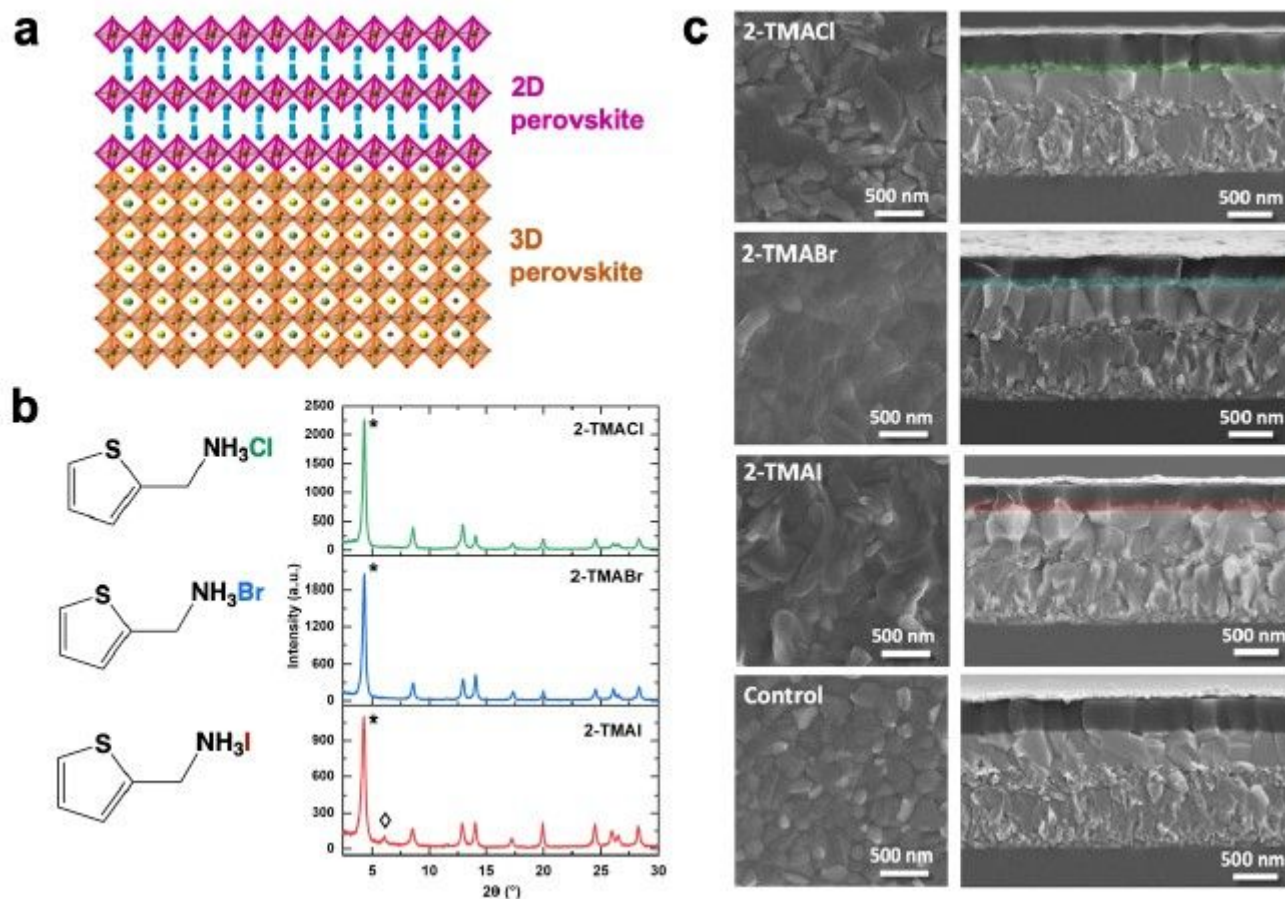 a
2D
perovskite
3D
perovskite
b
NH₃Cl
S
NH₃Br
S
NH₃I
S
2500
2000
1500
1000
500
0
*
2-TMACl
1800
1200
600
0
*
2-TMABr
900
600
300
0
*
◇
2-TMAI
Intensity (a.u.)
5
10
15
20
25
30
2θ (°)
c
2-TMACl
500 nm
500 nm
2-TMABr
500 nm
500 nm
2-TMAI
500 nm
500 nm
Control
500 nm
500 nm